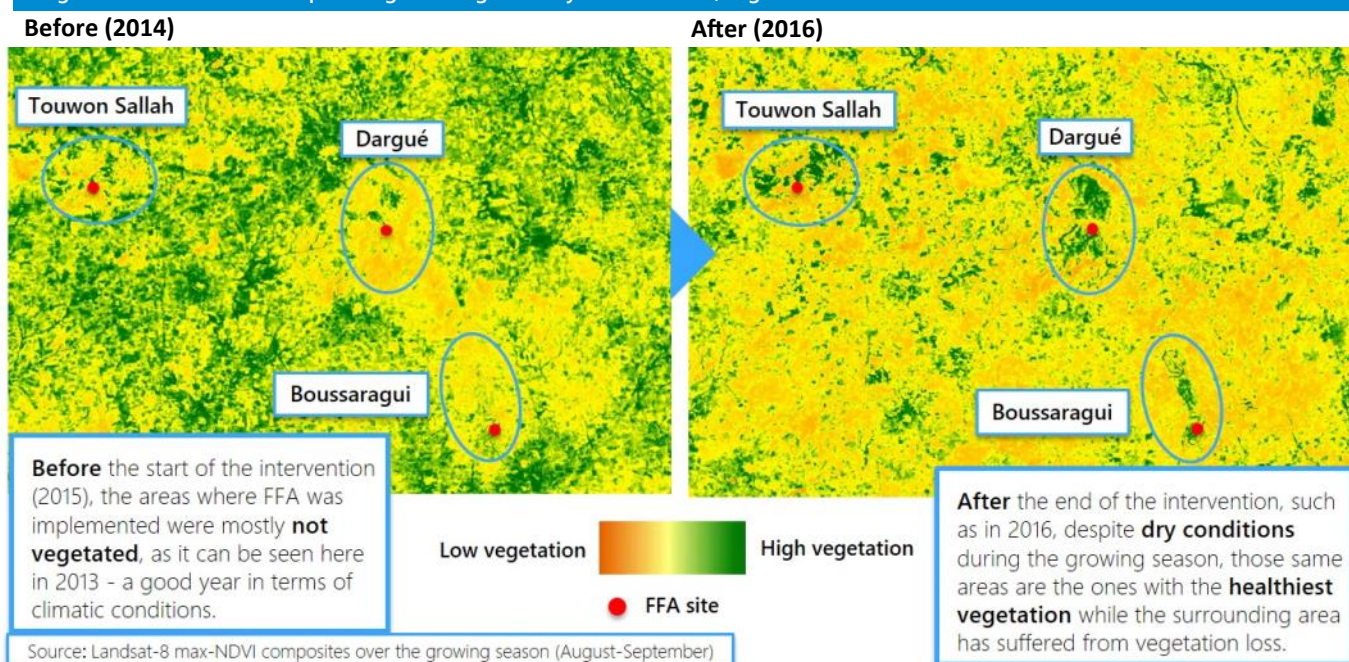 Before (2014)
After (2016)
Touwon Sallah
Dargué
Boussaragui
Touwon Sallah
Dargué
Boussaragui
Before the start of the intervention
(2015), the areas where FFA was
implemented were mostly not
vegetated, as it can be seen here
in 2013 - a good year in terms of
climatic conditions.
Low vegetation
High vegetation
FFA site
After the end of the intervention, such
as in 2016, despite dry conditions
during the growing season, those same
areas are the ones with the healthiest
vegetation while the surrounding area
has suffered from vegetation loss.
Source: Landsat-8 max-NDVI composites over the growing season (August-September)